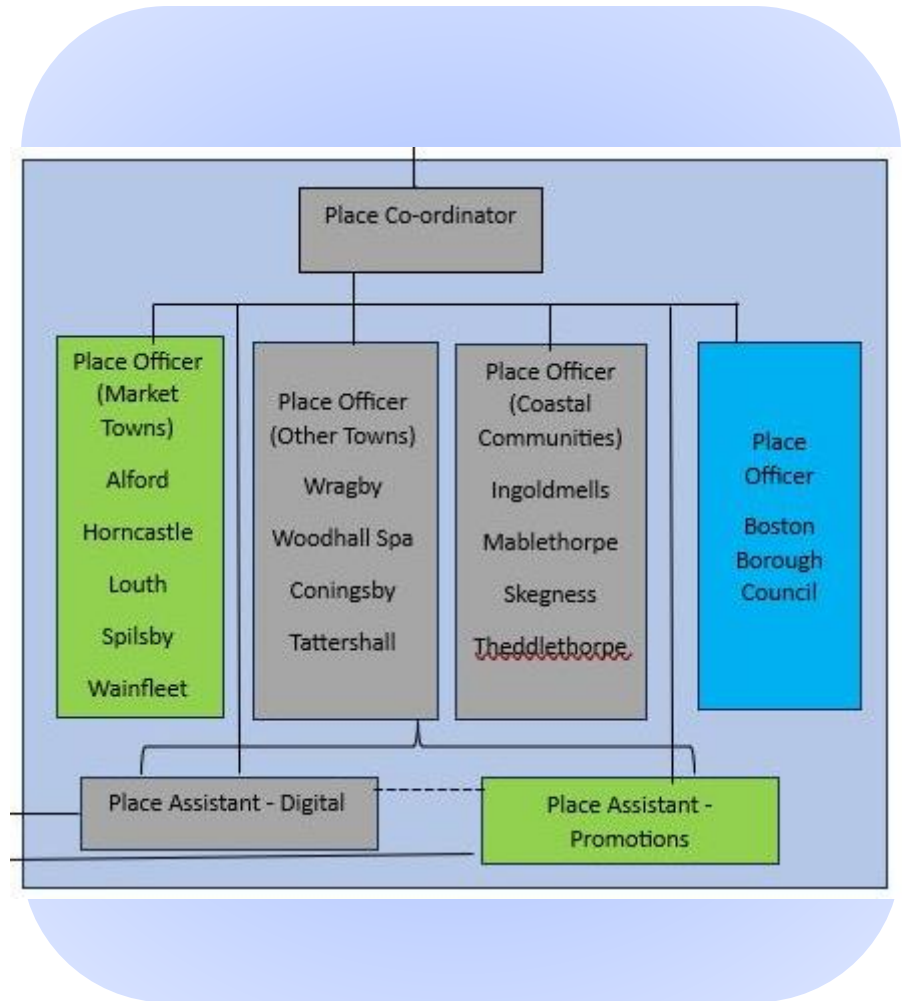 Place Co-ordinator
Place Officer
(Market
Towns)
Alford
Horncastle
Louth
Spilsby
Wainfleet
Place Officer
(Other Towns)
Wragby
Woodhall Spa
Coningsby
Tattershall
Place Officer
(Coastal
Communities)
Ingoldmells
Mablethorpe
Skegness
Theddlethorpe
Place
Officer
Boston
Borough
Council
Place Assistant - Digital
Place Assistant -
Promotions